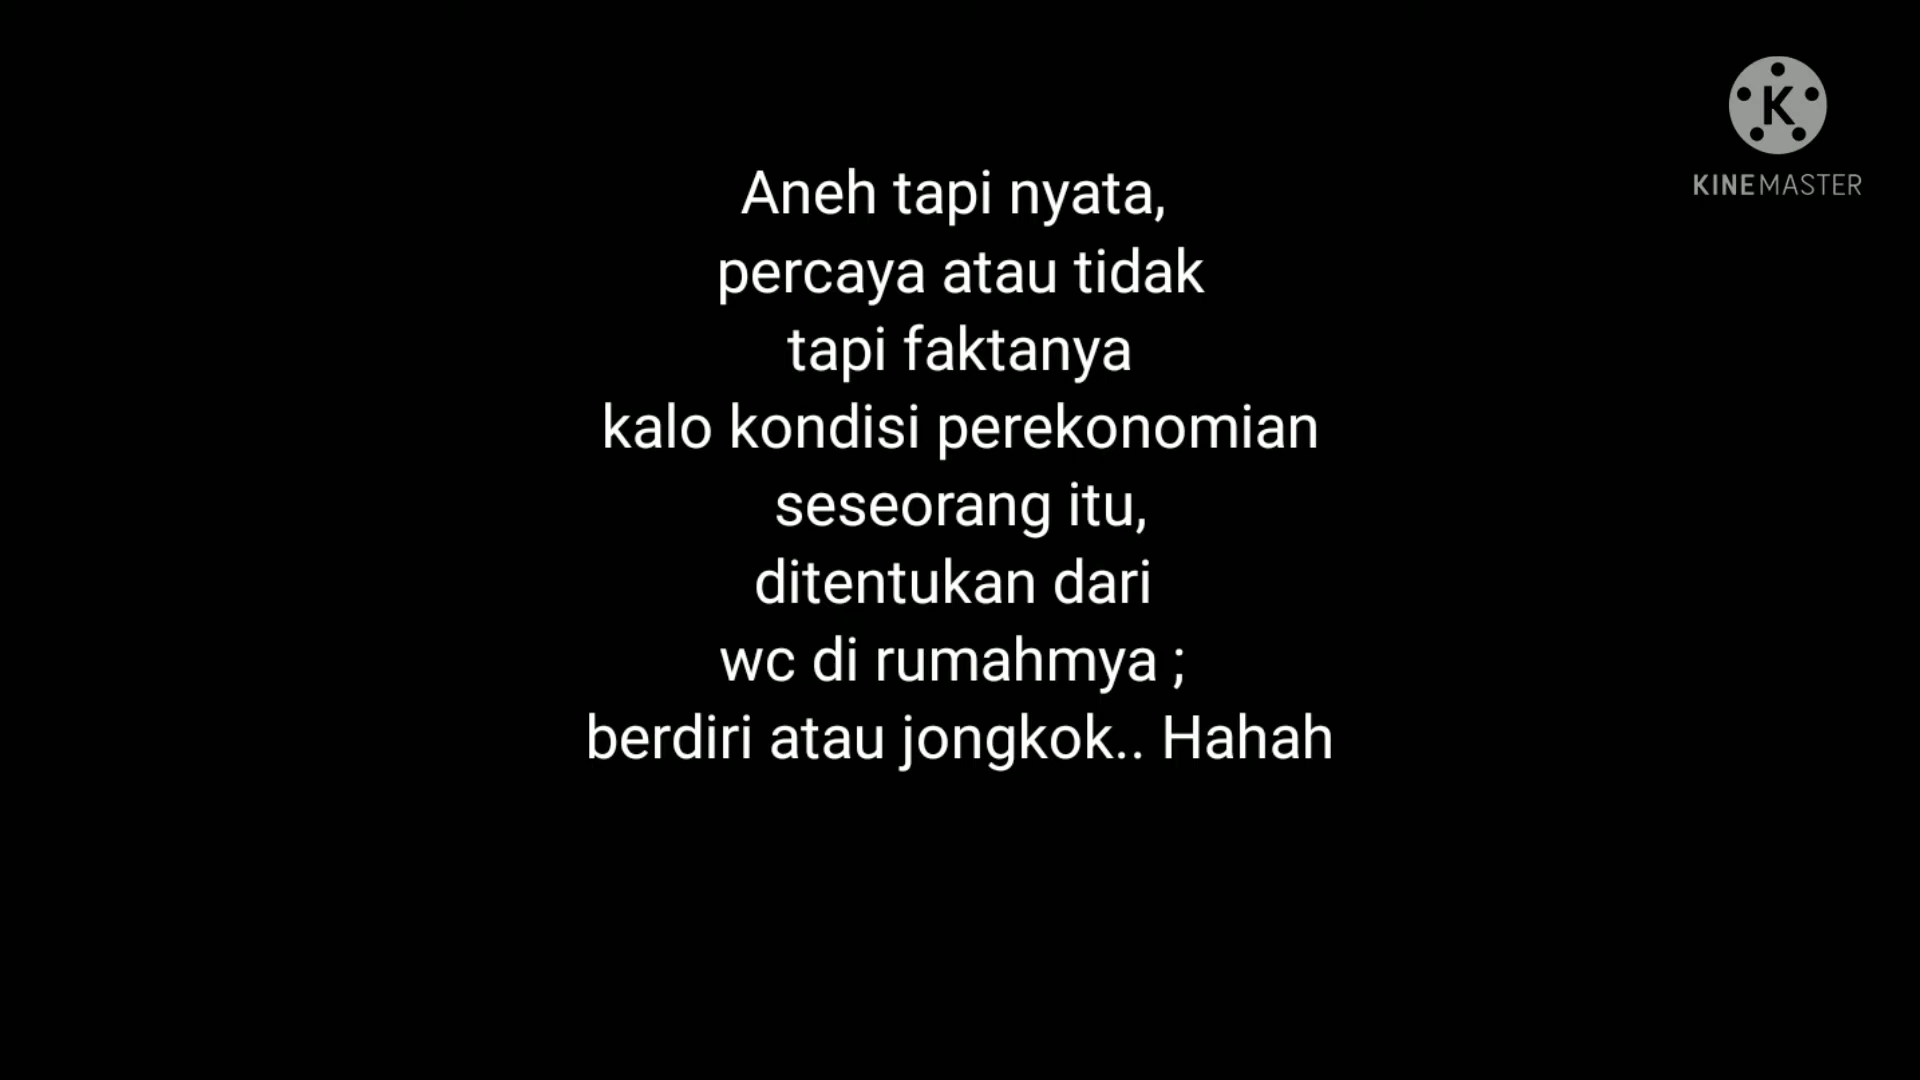 KINEMASTER
Aneh tapi nyata,
percaya atau tidak
tapi faktanya
kalo kondisi perekonomian
seseorang itu,
ditentukan dari
wc di rumahmya ;
berdiri atau jongkok.. Hahah